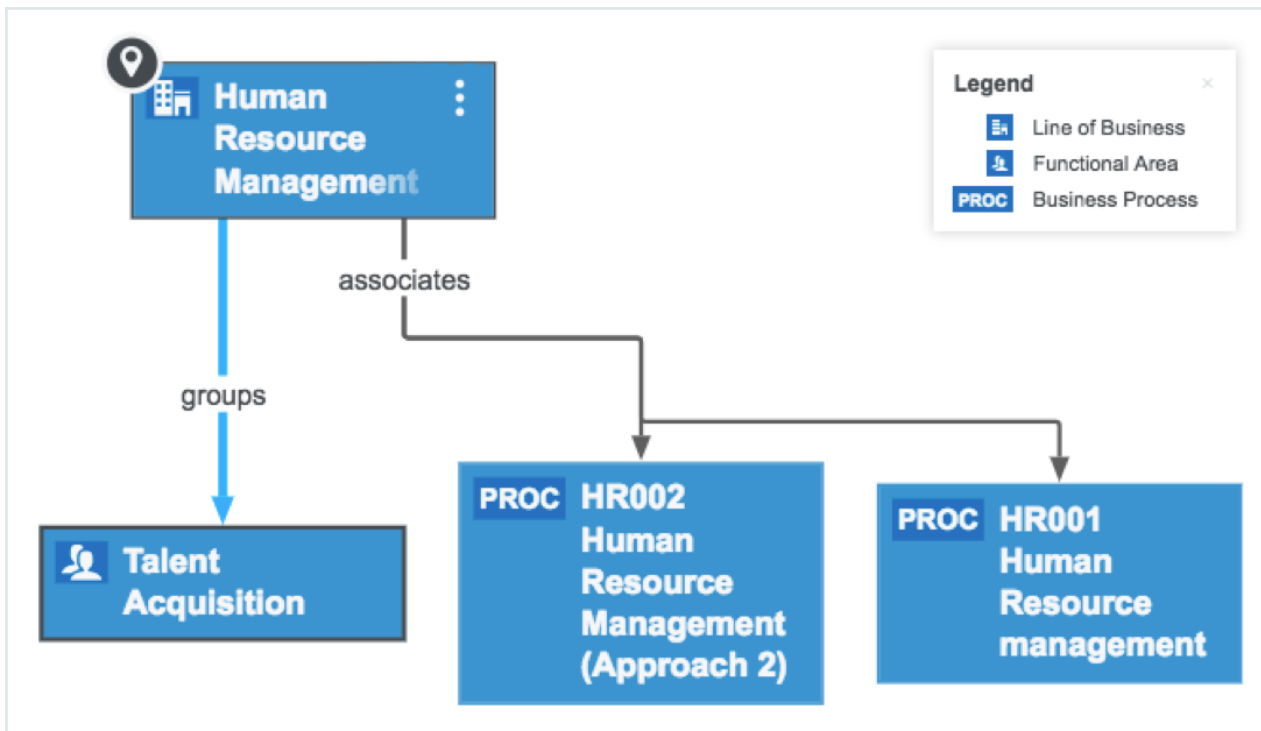 Human
Resource
Management
Legend
×
Line of Business
Functional Area
PROC Business Process
associates
groups
Talent
Acquisition
PROC HR002
Human
Resource
Management
(Approach 2)
PROC HR001
Human
Resource
management